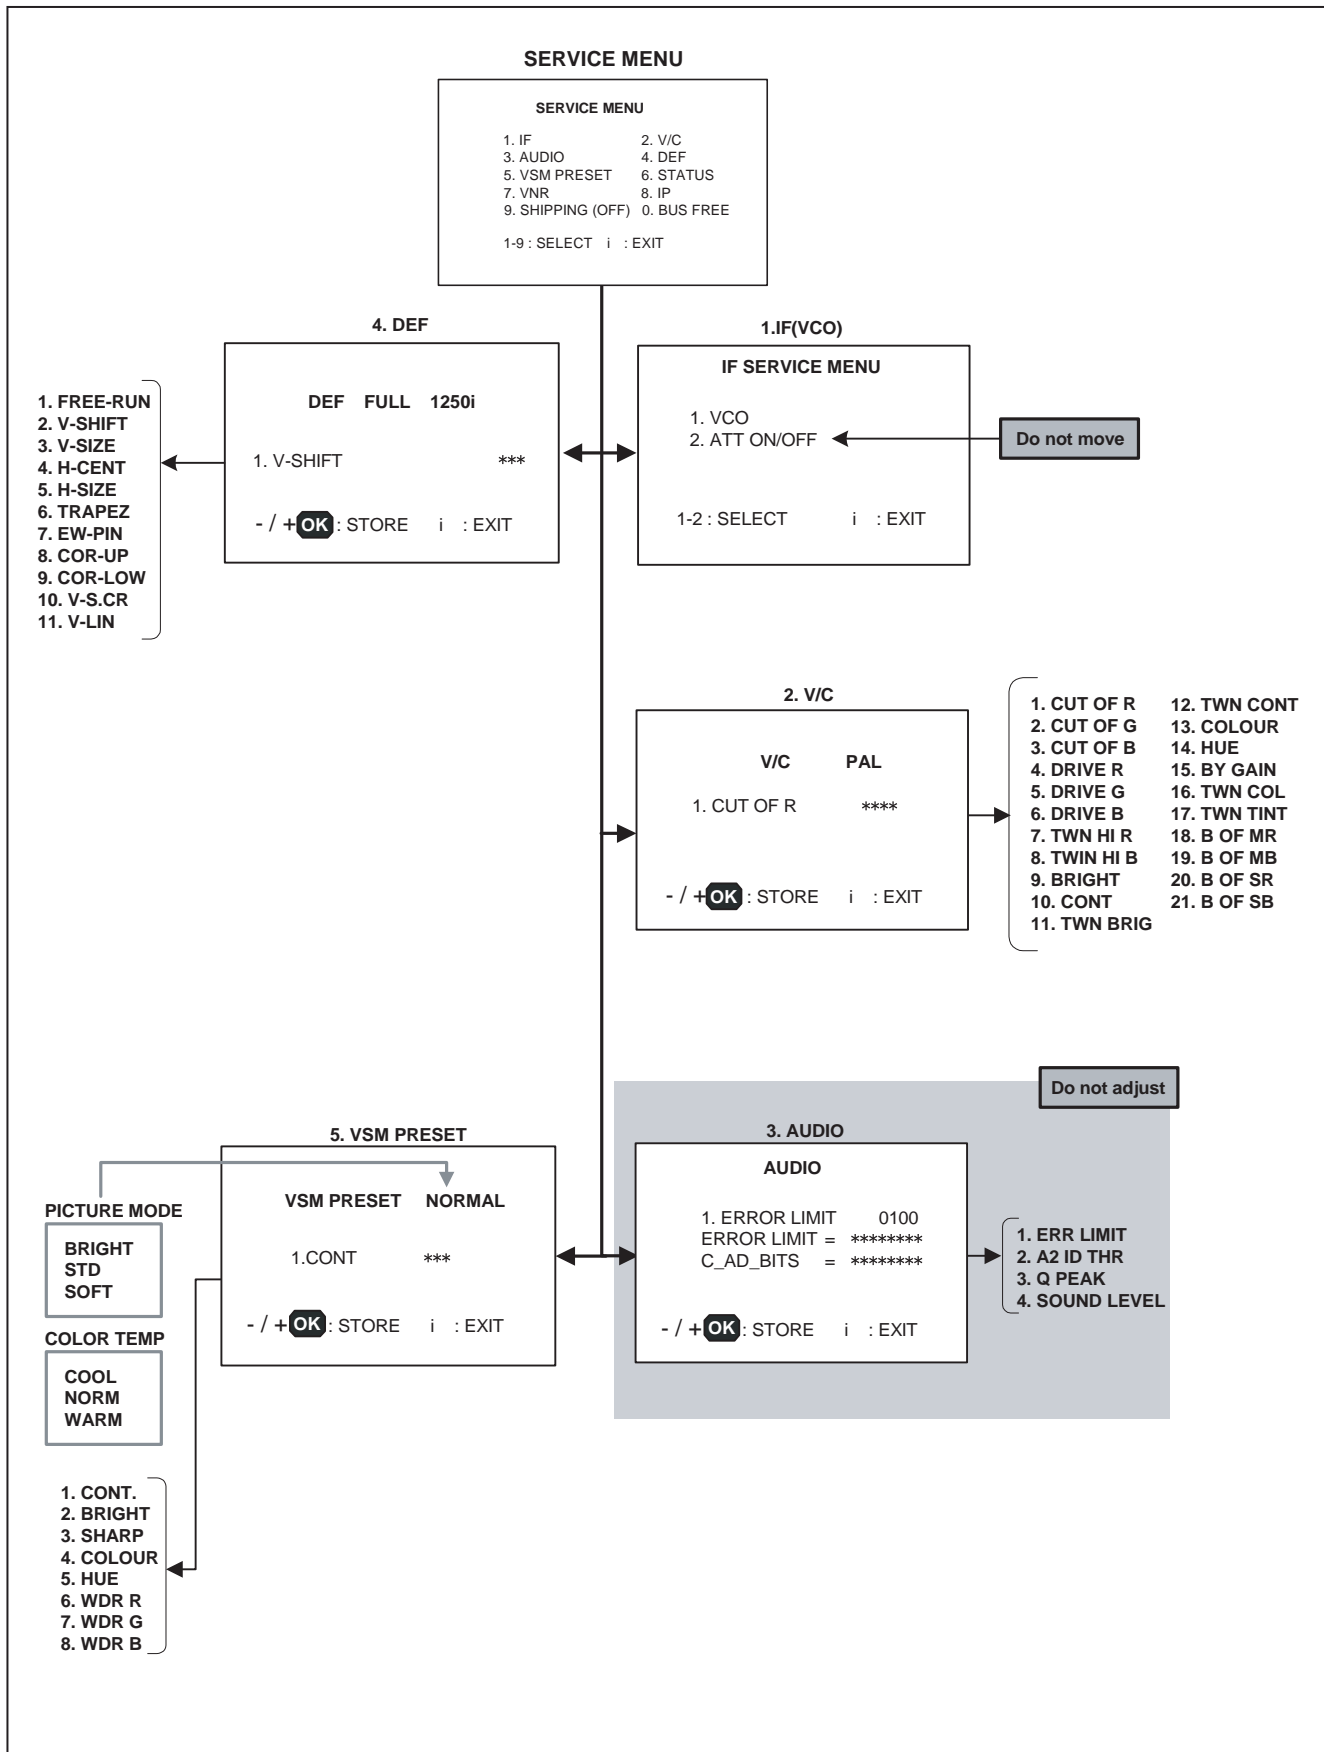 SERVICE MENU
SERVICE MENU
1. IF 2. V/C
3. AUDIO 4. DEF
5. VSM PRESET 6. STATUS
7. VNR 8. IP
9. SHIPPING (OFF) 0. BUS FREE
1-9 : SELECT i : EXIT
4. DEF
DEF FULL 1250i
1. V-SHIFT ***
- / + OK : STORE i : EXIT
1. FREE-RUN
2. V-SHIFT
3. V-SIZE
4. H-CENT
5. H-SIZE
6. TRAPEZ
7. EW-PIN
8. COR-UP
9. COR-LOW
10. V-S.CR
11. V-LIN
1.IF(VCO)
IF SERVICE MENU
1. VCO
2. ATT ON/OFF
1-2 : SELECT i : EXIT
Do not move
2. V/C
V/C PAL
1. CUT OF R ****
- / + OK : STORE i : EXIT
1. CUT OF R
2. CUT OF G
3. CUT OF B
4. DRIVE R
5. DRIVE G
6. DRIVE B
7. TWN HI R
8. TWIN HI B
9. BRIGHT
10. CONT
11. TWN BRIG
12. TWN CONT
13. COLOUR
14. HUE
15. BY GAIN
16. TWN COL
17. TWN TINT
18. B OF MR
19. B OF MB
20. B OF SR
21. B OF SB
Do not adjust
3. AUDIO
AUDIO
1. ERROR LIMIT 0100
ERROR LIMIT = ********
C_AD_BITS = ********
- / + OK : STORE i : EXIT
1. ERR LIMIT
2. A2 ID THR
3. Q PEAK
4. SOUND LEVEL
5. VSM PRESET
VSM PRESET NORMAL
1.CONT ***
- / + OK : STORE i : EXIT
PICTURE MODE
BRIGHT
STD
SOFT
COLOR TEMP
COOL
NORM
WARM
1. CONT.
2. BRIGHT
3. SHARP
4. COLOUR
5. HUE
6. WDR R
7. WDR G
8. WDR B